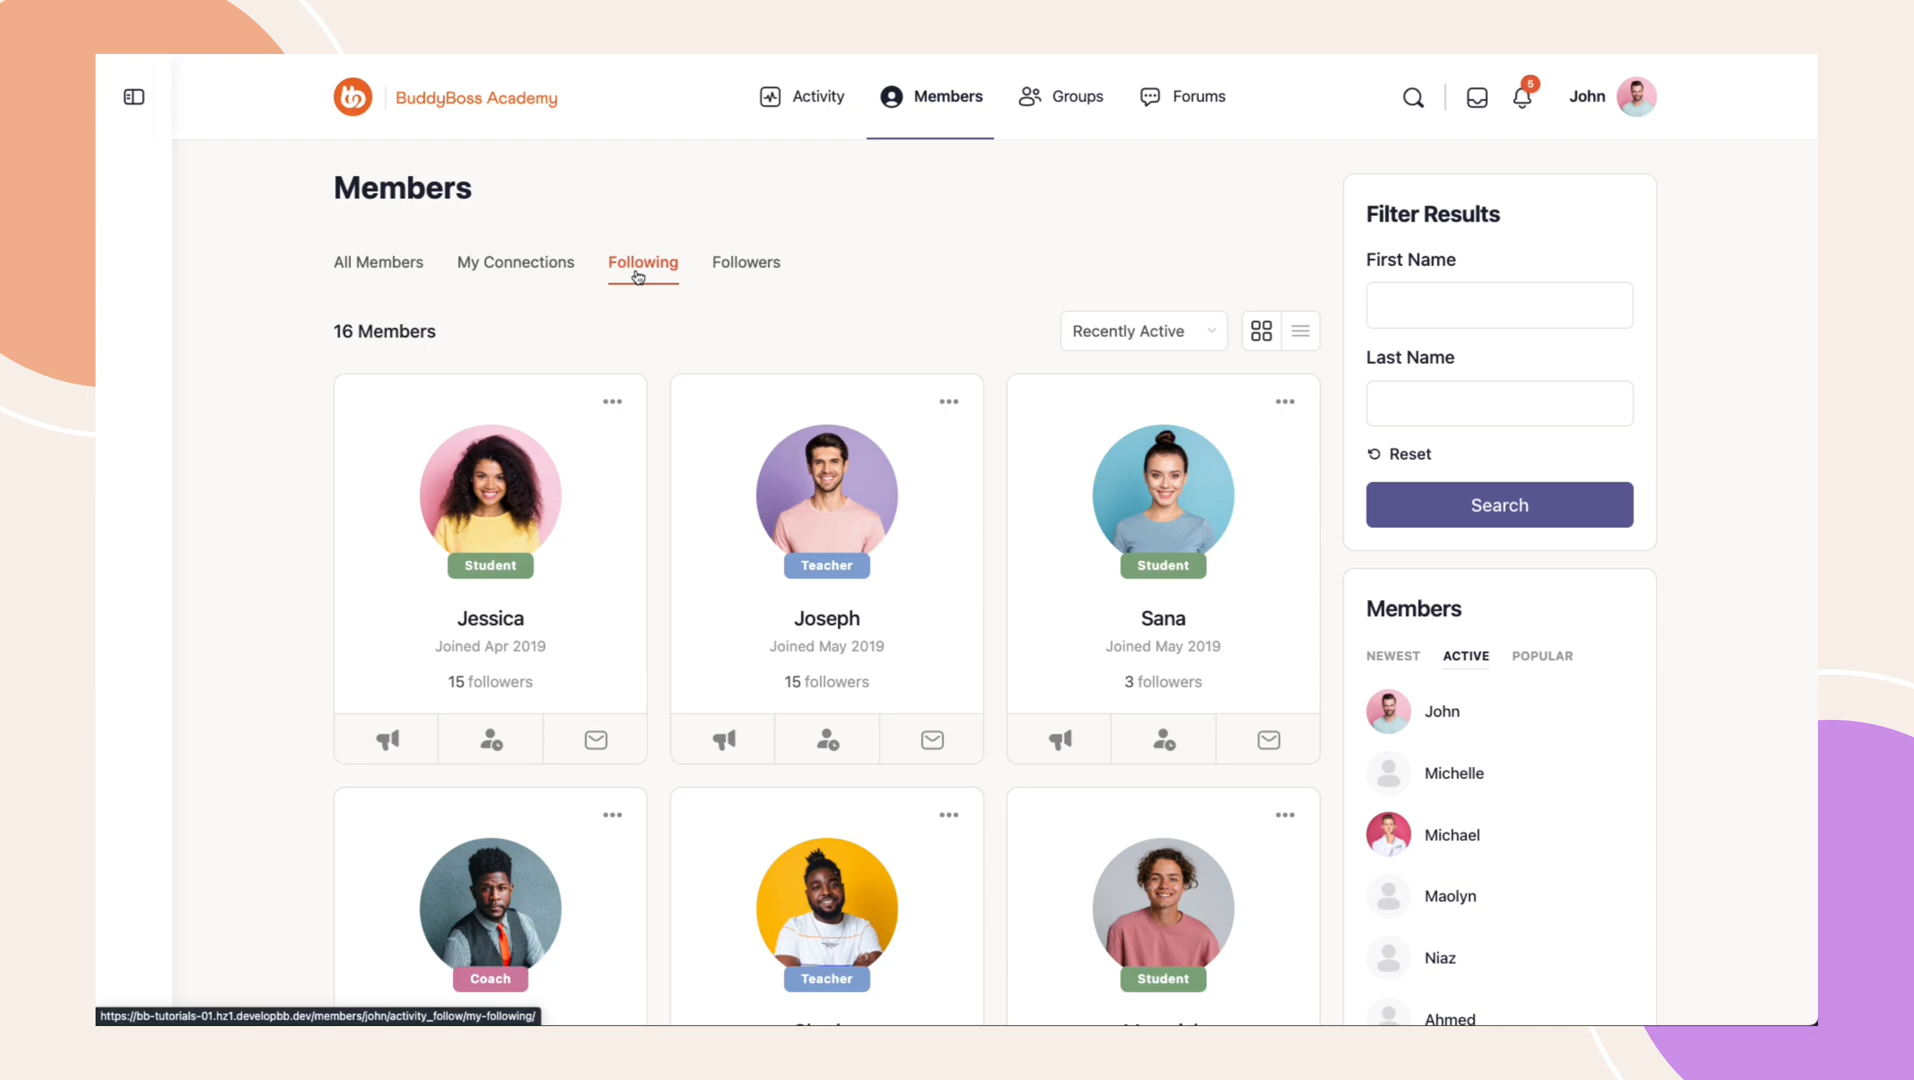 BuddyBoss Academy
Activity
Members
Groups
Forums
5
John
Members
All Members
My Connections
Following
Followers
16 Members
Recently Active
Student
Jessica
Joined Apr 2019
15 followers
Teacher
Joseph
Joined May 2019
15 followers
Student
Sana
Joined May 2019
3 followers
Coach
Teacher
Student
Filter Results
First Name
Last Name
Reset
Search
Members
NEWEST
ACTIVE
POPULAR
John
Michelle
Michael
Maolyn
Niaz
Ahmed
https://bb-tutorials-01.hz1.developbb.dev/members/john/activity_follow/my-following/